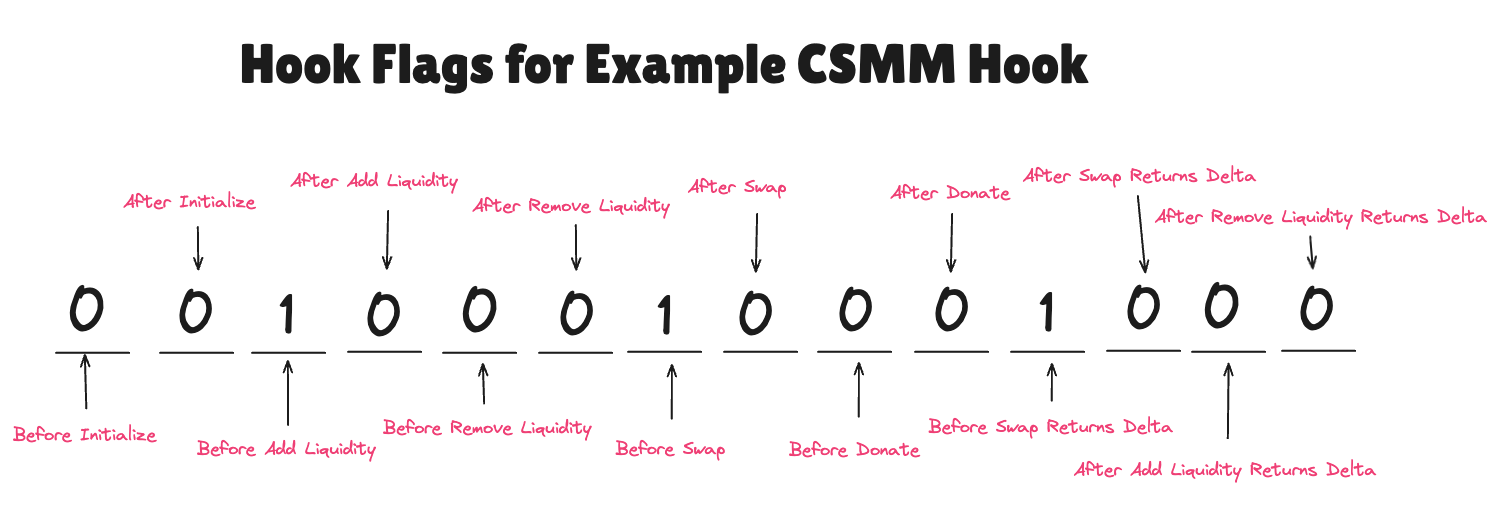 Hook Flags for Example CSMM Hook
After Initialize
After Add Liquidity
After Remove Liquidity
After Swap
After Donate
After Swap Returns Delta
After Remove Liquidity Returns Delta
0 0 1 0 0 0 1 0 0 0 1 0 0 0
Before Initialize
Before Add Liquidity
Before Remove Liquidity
Before Swap
Before Donate
Before Swap Returns Delta
After Add Liquidity Returns Delta